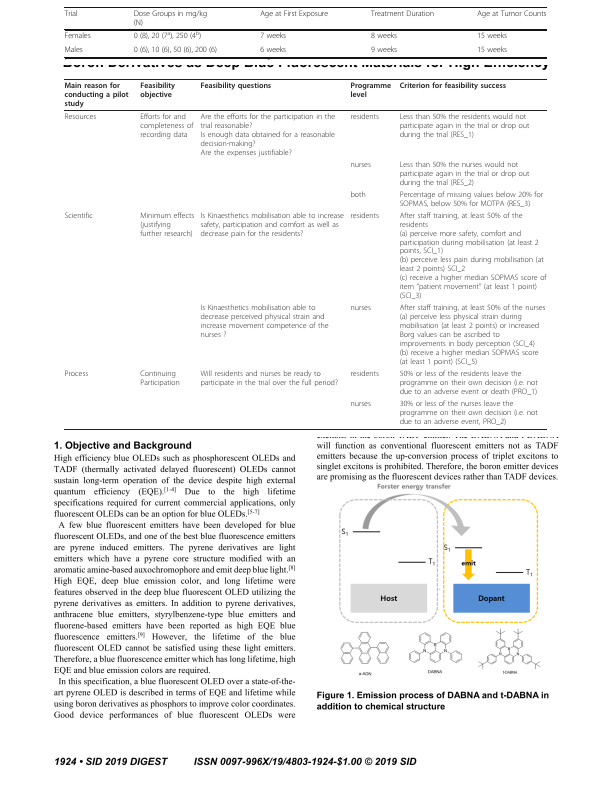 Trial Dose Groups in mg/kg (N) Age at First Exposure Treatment Duration Age at Tumor Counts
Females 0 (8), 20 (7ᵃ), 250 (4ᵇ) 7 weeks 8 weeks 15 weeks
Males 0 (6), 10 (6), 50 (6), 200 (6) 6 weeks 9 weeks 15 weeks
Boron Derivatives as Deep Blue Fluorescent Materials for High Efficiency
Main reason for conducting a pilot study Feasibility objective Feasibility questions Programme level Criterion for feasibility success
Resources Efforts for and completeness of recording data Are the efforts for the participation in the trial reasonable? Is enough data obtained for a reasonable decision-making? Are the expenses justifiable? residents Less than 50% the residents would not participate again in the trial or drop out during the trial (RES_1)
nurses Less than 50% the nurses would not participate again in the trial or drop out during the trial (RES_2)
both Percentage of missing values below 20% for SOPMAS, below 50% for MOTPA (RES_3)
Scientific Minimum effects (justifying further research) Is Kinaesthetics mobilisation able to increase safety, participation and comfort as well as decrease pain for the residents? residents After staff training, at least 50% of the residents
(a) perceive more safety, comfort and participation during mobilisation (at least 2 points, SCI_1)
(b) perceive less pain during mobilisation (at least 2 points) SCI_2
(c) receive a higher median SOPMAS score of item "patient movement" (at least 1 point) (SCI_3)
Is Kinaesthetics mobilisation able to decrease perceived physical strain and increase movement competence of the nurses ? nurses After staff training, at least 50% of the nurses
(a) perceive less physical strain during mobilisation (at least 2 points) or increased Borg values can be ascribed to improvements in body perception (SCI_4)
(b) receive a higher median SOPMAS score (at least 1 point) (SCI_5)
Process Continuing Participation Will residents and nurses be ready to participate in the trial over the full period? residents 50% or less of the residents leave the programme on their own decision (i.e. not due to an adverse event or death (PRO_1)
nurses 30% or less of the nurses leave the programme on their own decision (i.e. not due to an adverse event, PRO_2)
1. Objective and Background
High efficiency blue OLEDs such as phosphorescent OLEDs and
TADF (thermally activated delayed fluorescent) OLEDs cannot
sustain long-term operation of the device despite high external
quantum efficiency (EQE).[1-4] Due to the high lifetime
specifications required for current commercial applications, only
fluorescent OLEDs can be an option for blue OLEDs.[5-7]
A few blue fluorescent emitters have been developed for blue
fluorescent OLEDs, and one of the best blue fluorescence emitters
are pyrene induced emitters. The pyrene derivatives are light
emitters which have a pyrene core structure modified with an
aromatic amine-based auxochromophore and emit deep blue light.[8]
High EQE, deep blue emission color, and long lifetime were
features observed in the deep blue fluorescent OLED utilizing the
pyrene derivatives as emitters. In addition to pyrene derivatives,
anthracene blue emitters, styrylbenzene-type blue emitters and
fluorene-based emitters have been reported as high EQE blue
fluorescence emitters.[9] However, the lifetime of the blue
fluorescent OLED cannot be satisfied using these light emitters.
Therefore, a blue fluorescence emitter which has long lifetime, high
EQE and blue emission colors are required.
In this specification, a blue fluorescent OLED over a state-of-the-
art pyrene OLED is described in terms of EQE and lifetime while
using boron derivatives as phosphors to improve color coordinates.
Good device performances of blue fluorescent OLEDs were
will function as conventional fluorescent emitters not as TADF
emitters because the up-conversion process of triplet excitons to
singlet excitons is prohibited. Therefore, the boron emitter devices
are promising as the fluorescent devices rather than TADF devices.
Forster energy transfer
S₁
S₁
T₁
emit
T₁
Host
Dopant
DABNA
t-DABNA
Figure 1. Emission process of DABNA and t-DABNA in
addition to chemical structure
1924 • SID 2019 DIGEST ISSN 0097-996X/19/4803-1924-$1.00 © 2019 SID